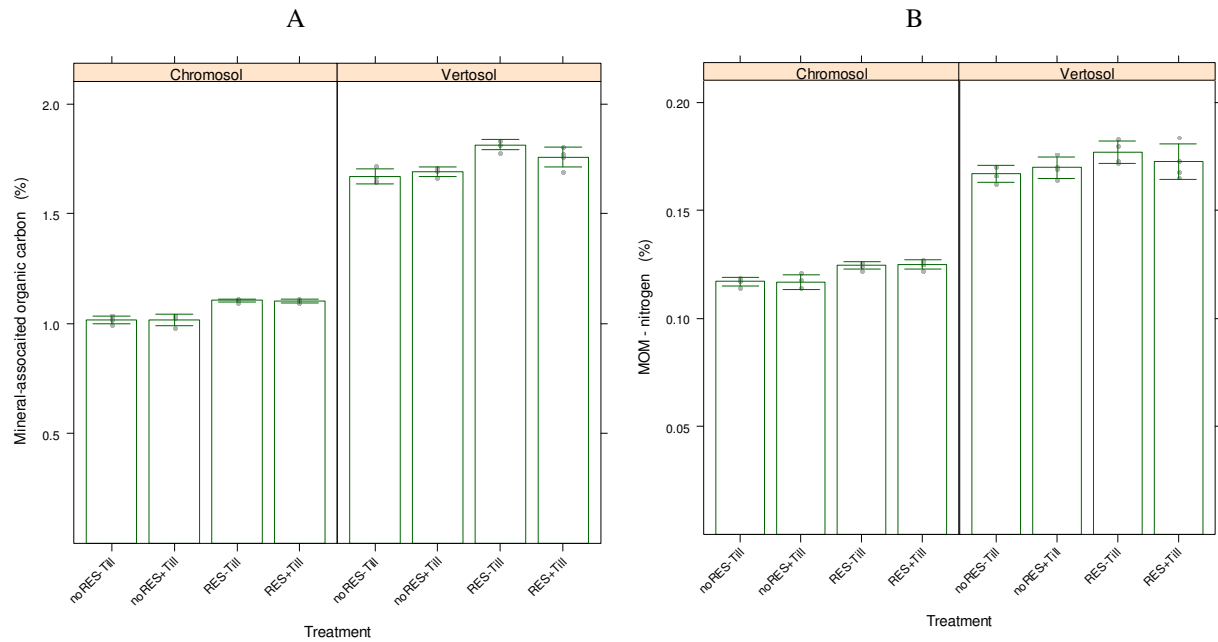 A
Chromosol Vertosol
2.0
1.5
1.0
0.5
Mineral-assocaited organic carbon (%)
noRES-Till noRES+Till RES-Till RES+Till noRES-Till noRES+Till RES-Till RES+Till
Treatment
B
Chromosol Vertosol
0.20
0.15
0.10
0.05
MOM - nitrogen (%)
noRES-Till noRES+Till RES-Till RES+Till noRES-Till noRES+Till RES-Till RES+Till
Treatment